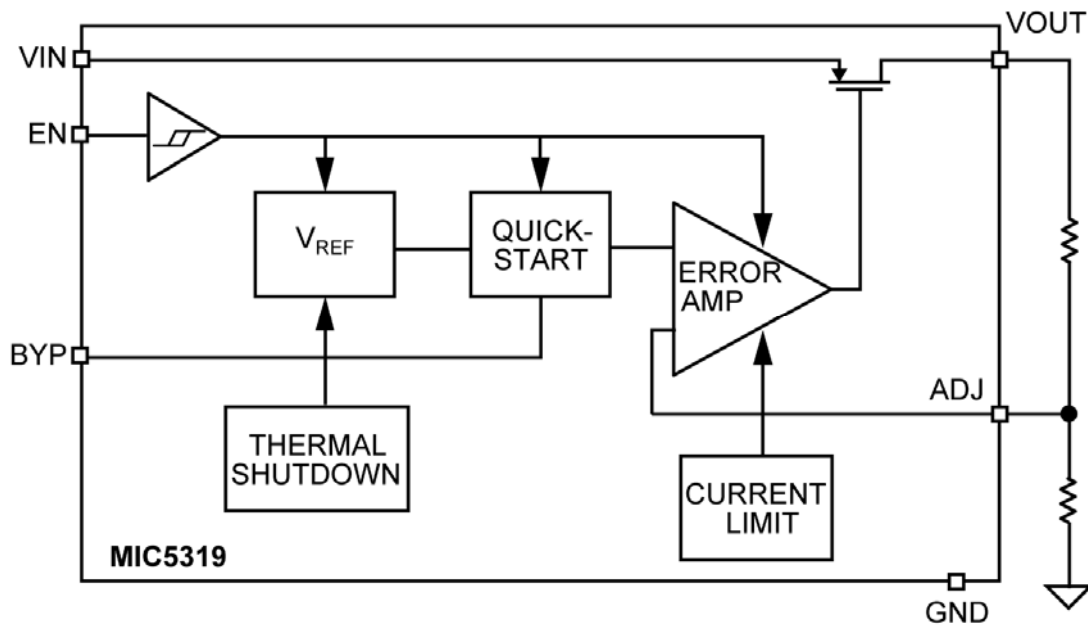 VOUT
VIN
EN
VREF
QUICK-
START
ERROR
AMP
BYP
ADJ
THERMAL
SHUTDOWN
CURRENT
LIMIT
MIC5319
GND